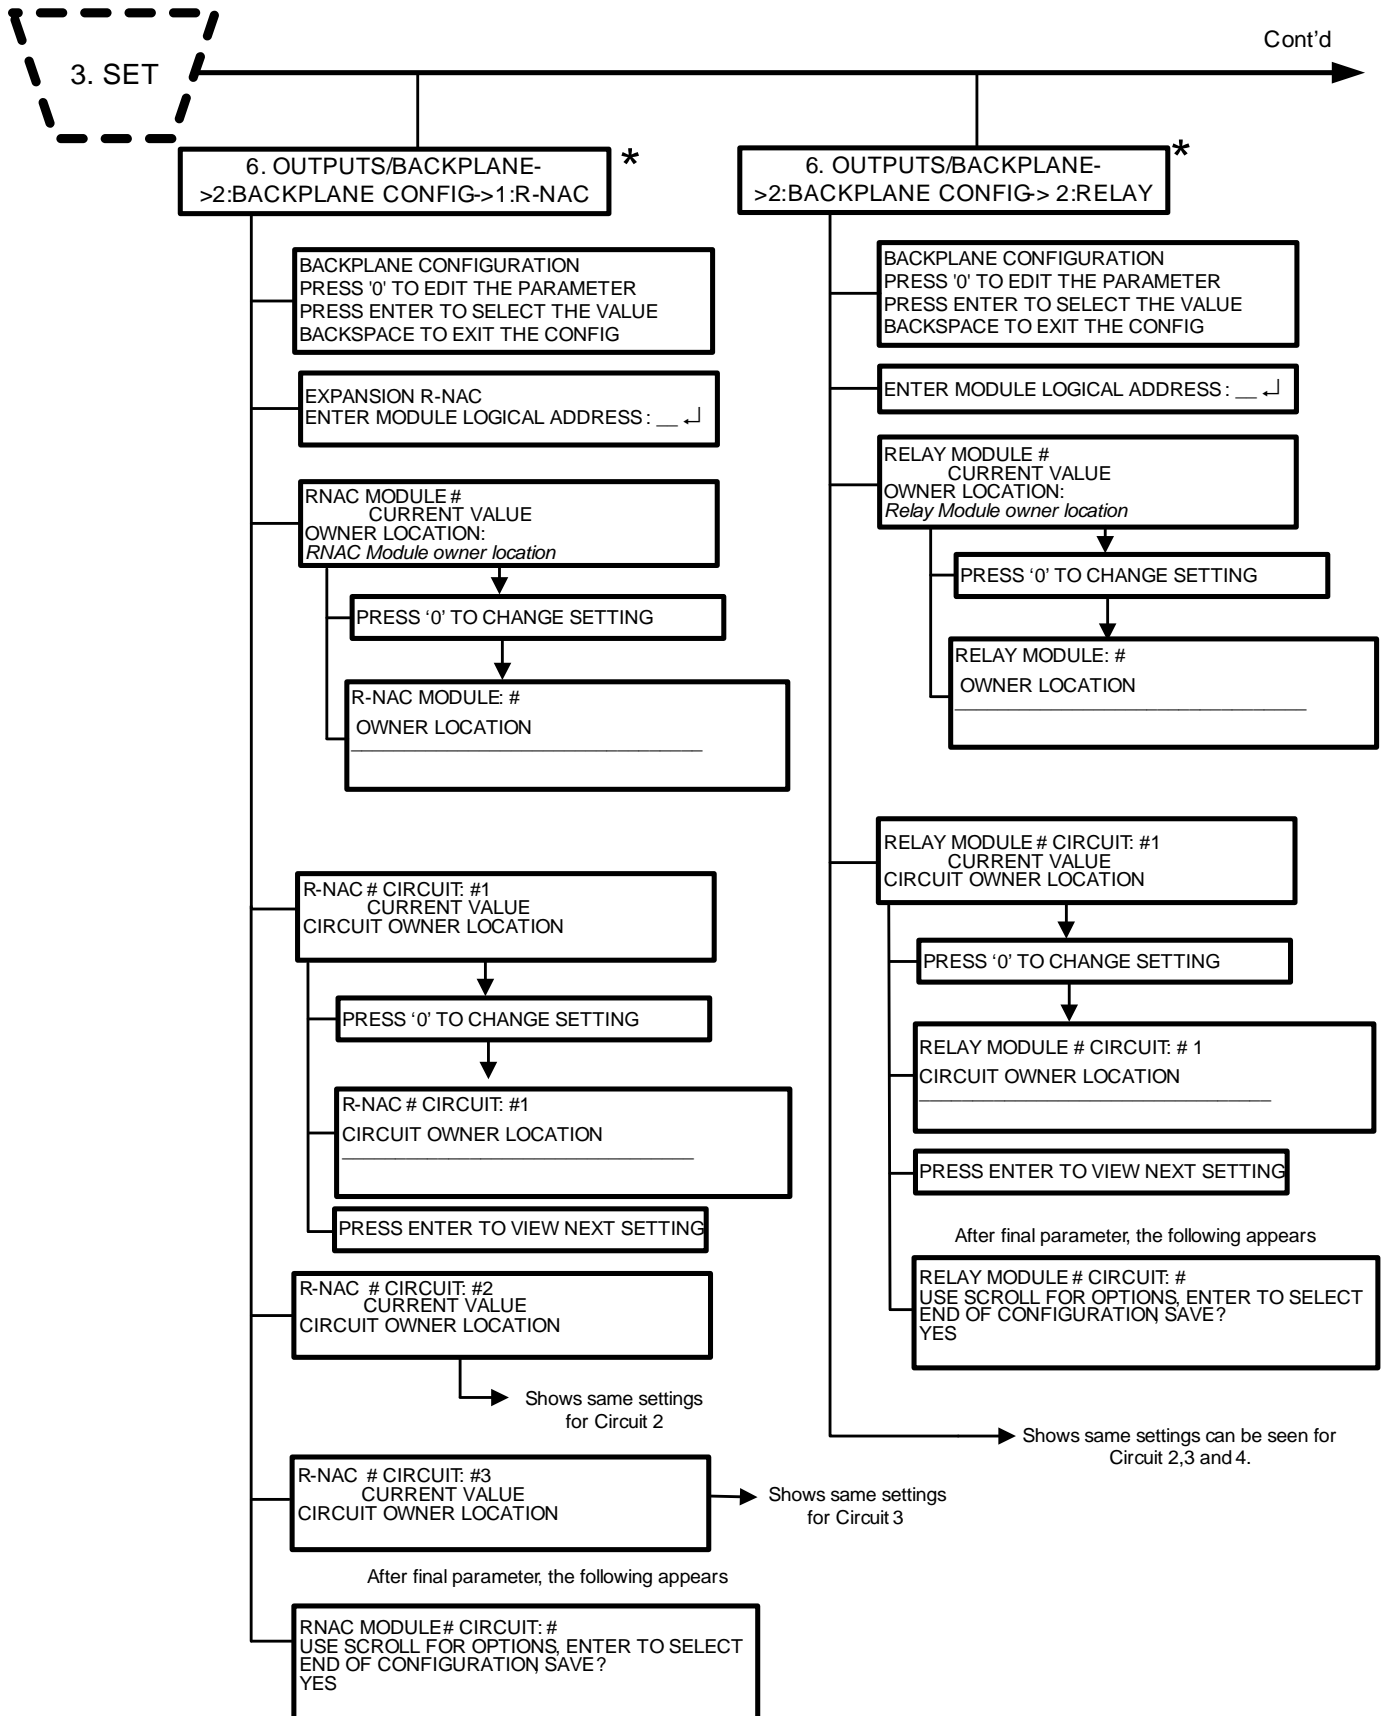 Cont'd
3. SET
6. OUTPUTS/BACKPLANE-
>2:BACKPLANE CONFIG->1:R-NAC
*
BACKPLANE CONFIGURATION
PRESS '0' TO EDIT THE PARAMETER
PRESS ENTER TO SELECT THE VALUE
BACKSPACE TO EXIT THE CONFIG
EXPANSION R-NAC
ENTER MODULE LOGICAL ADDRESS : __ ↵
RNAC MODULE #
CURRENT VALUE
OWNER LOCATION:
RNAC Module owner location
PRESS ‘0’ TO CHANGE SETTING
R-NAC MODULE: #
OWNER LOCATION
R-NAC # CIRCUIT: #1
CURRENT VALUE
CIRCUIT OWNER LOCATION
PRESS ‘0’ TO CHANGE SETTING
R-NAC # CIRCUIT: #1
CIRCUIT OWNER LOCATION
PRESS ENTER TO VIEW NEXT SETTING
R-NAC # CIRCUIT: #2
CURRENT VALUE
CIRCUIT OWNER LOCATION
Shows same settings
for Circuit 2
R-NAC # CIRCUIT: #3
CURRENT VALUE
CIRCUIT OWNER LOCATION
Shows same settings
for Circuit 3
After final parameter, the following appears
RNAC MODULE # CIRCUIT: #
USE SCROLL FOR OPTIONS, ENTER TO SELECT
END OF CONFIGURATION, SAVE?
YES
6. OUTPUTS/BACKPLANE-
>2:BACKPLANE CONFIG-> 2:RELAY
*
BACKPLANE CONFIGURATION
PRESS '0' TO EDIT THE PARAMETER
PRESS ENTER TO SELECT THE VALUE
BACKSPACE TO EXIT THE CONFIG
ENTER MODULE LOGICAL ADDRESS : __ ↵
RELAY MODULE #
CURRENT VALUE
OWNER LOCATION:
Relay Module owner location
PRESS ‘0’ TO CHANGE SETTING
RELAY MODULE: #
OWNER LOCATION
RELAY MODULE # CIRCUIT: #1
CURRENT VALUE
CIRCUIT OWNER LOCATION
PRESS ‘0’ TO CHANGE SETTING
RELAY MODULE # CIRCUIT: # 1
CIRCUIT OWNER LOCATION
PRESS ENTER TO VIEW NEXT SETTING
After final parameter, the following appears
RELAY MODULE # CIRCUIT: #
USE SCROLL FOR OPTIONS, ENTER TO SELECT
END OF CONFIGURATION, SAVE?
YES
Shows same settings can be seen for
Circuit 2,3 and 4.